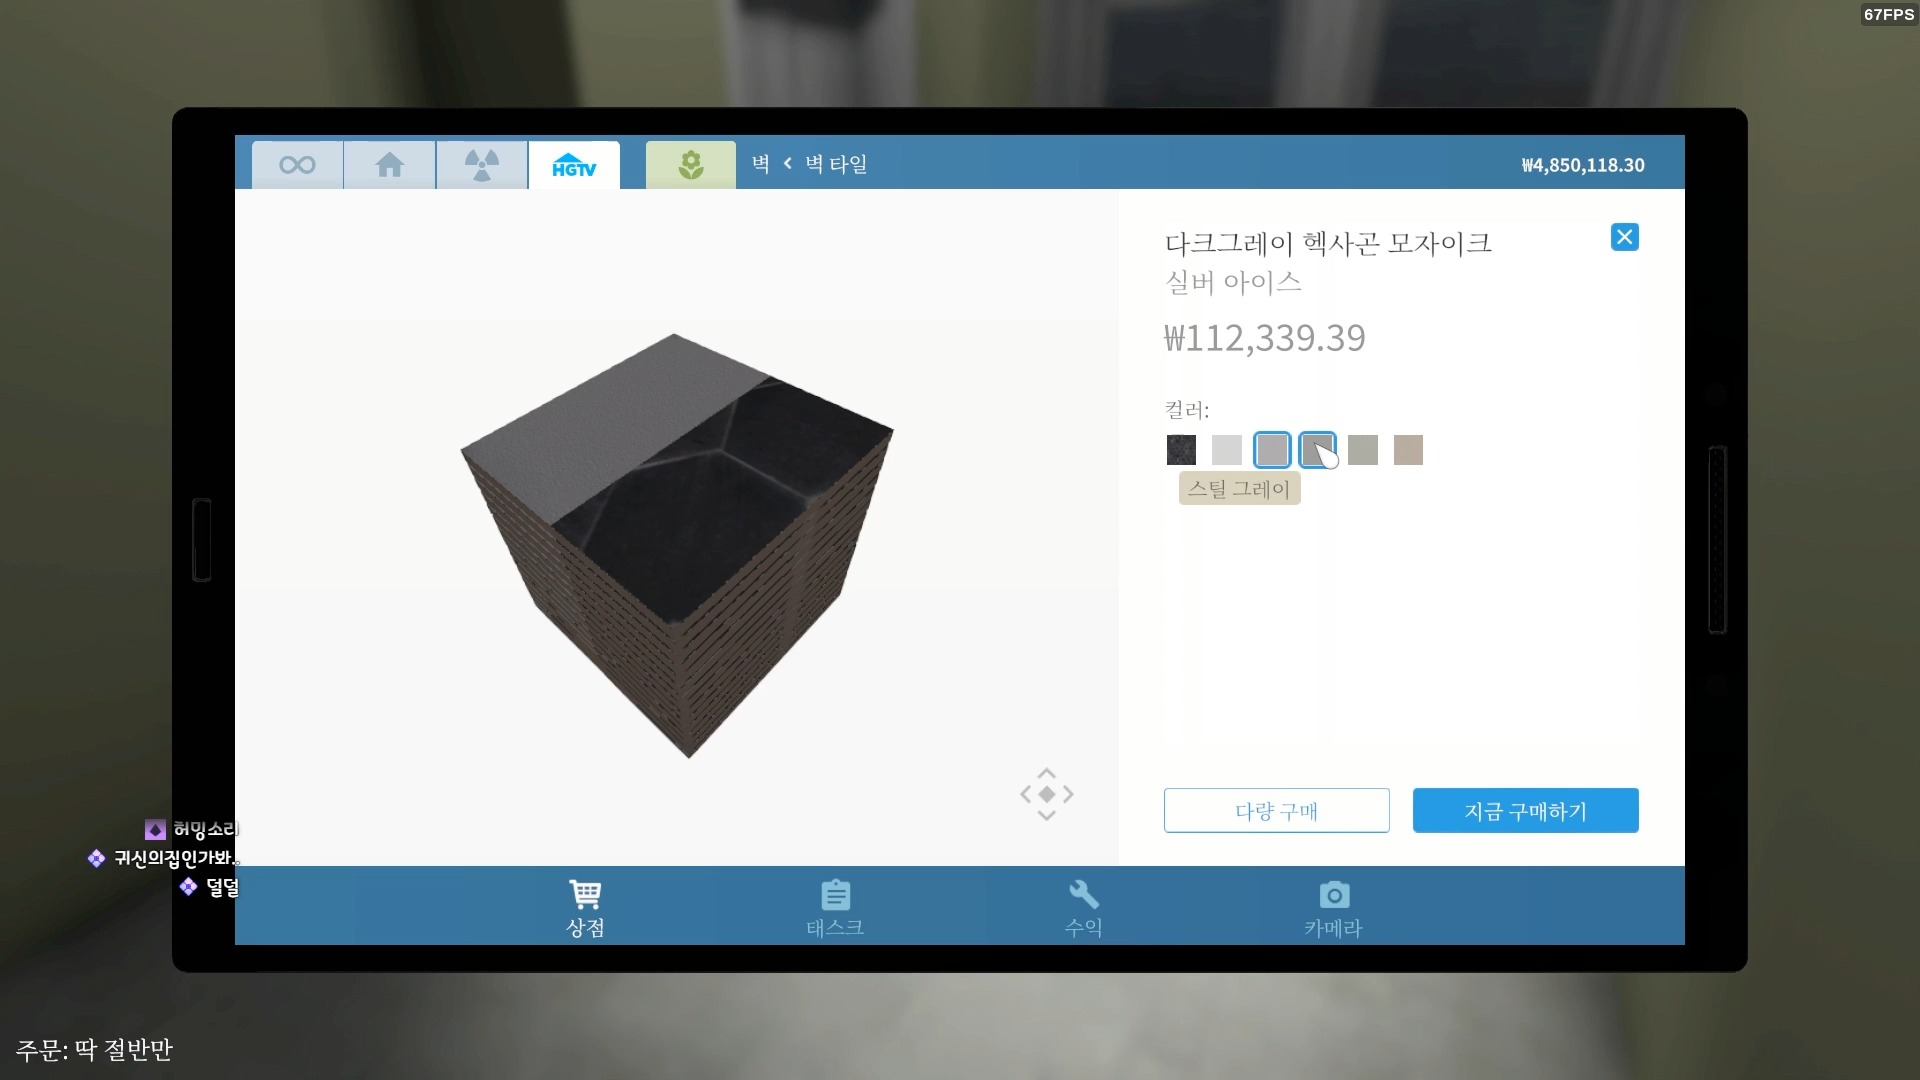 67FPS
HGTV
벽 < 벽 타일
₩4,850,118.30
다크그레이 헥사곤 모자이크
실버 아이스
₩112,339.39
컬러:
스틸 그레이
다량 구매
지금 구매하기
허밍소리
귀신의집인가봐..
덜덜
상점
태스크
수익
카메라
주문: 딱 절반만